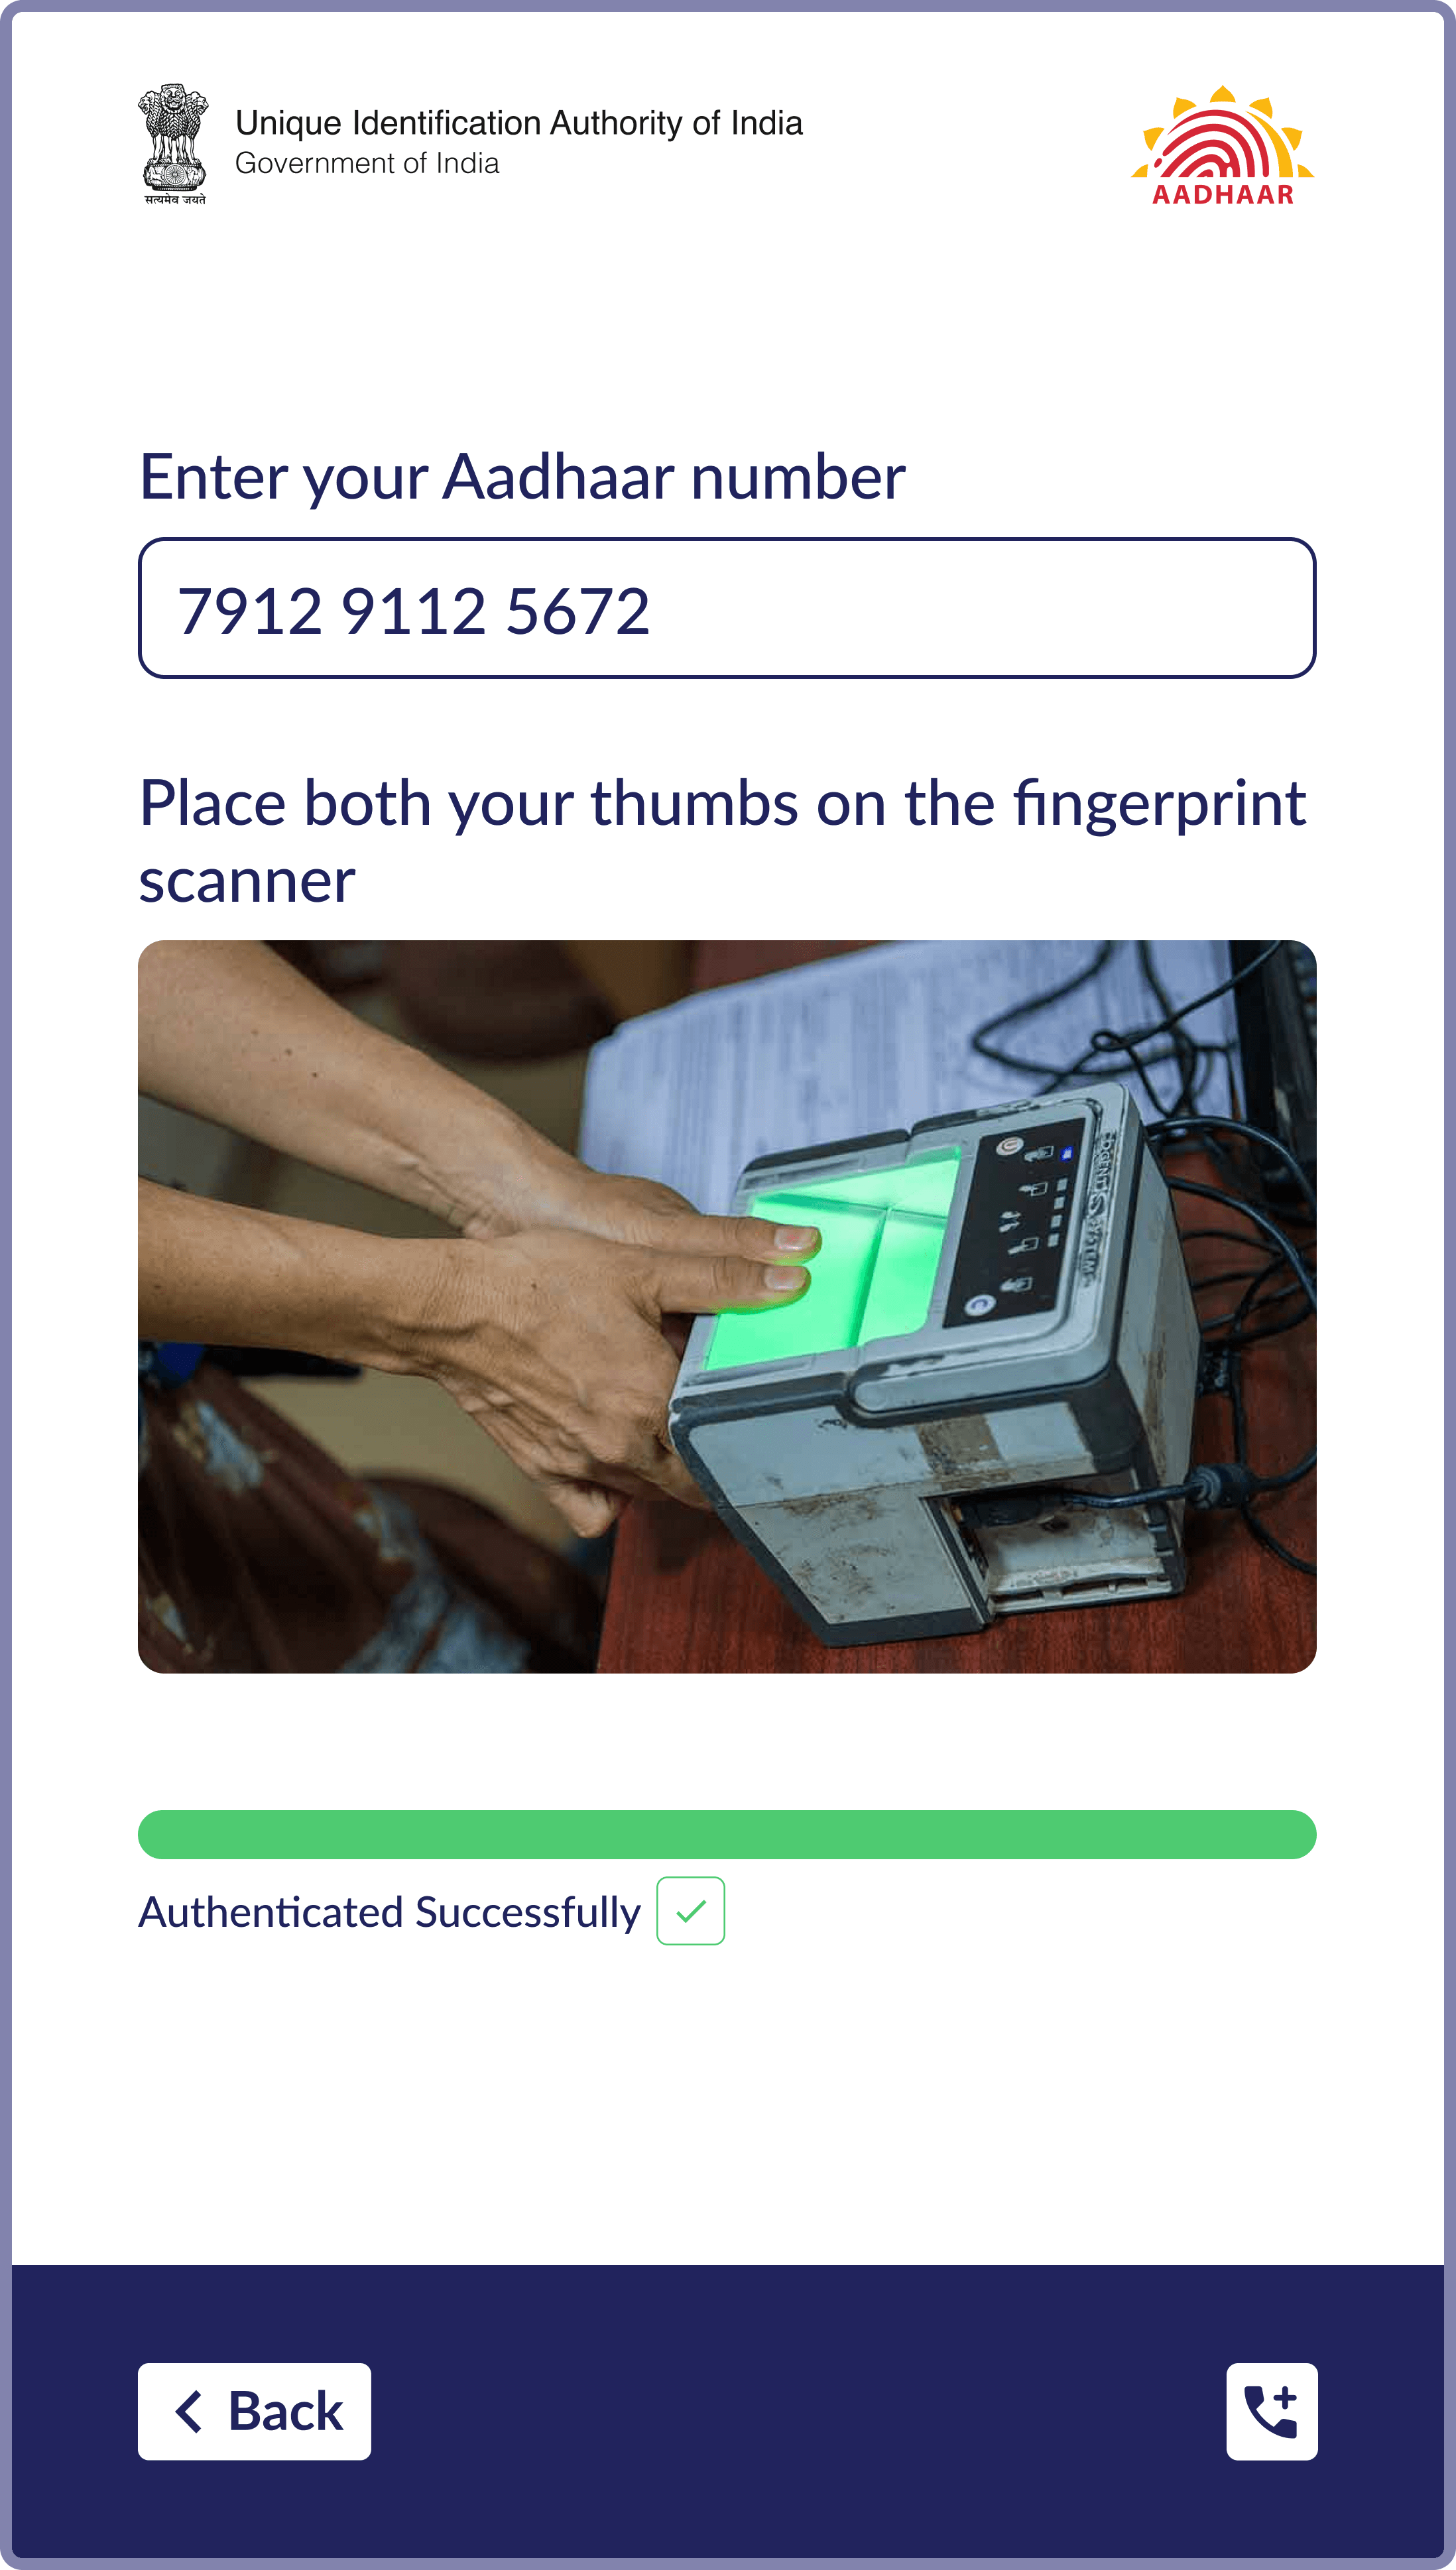 Unique Identification Authority of India
Government of India
सत्यमेव जयते
AADHAAR
Enter your Aadhaar number
7912 9112 5672
Place both your thumbs on the fingerprint
scanner
Authenticated Successfully
Back